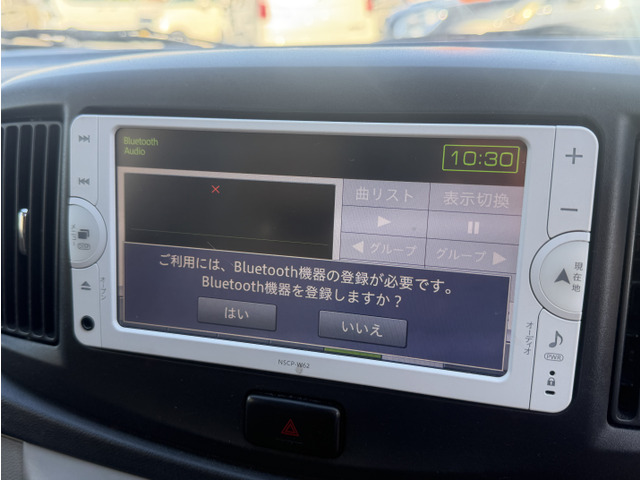 Bluetooth
Audio
10:30
曲リスト
表示切換
グループ
グループ
ご利用には、Bluetooth機器の登録が必要です。
Bluetooth機器を登録しますか？
はい
いいえ
NSCP-W62
オープン
現在地
オーディオ
PWR